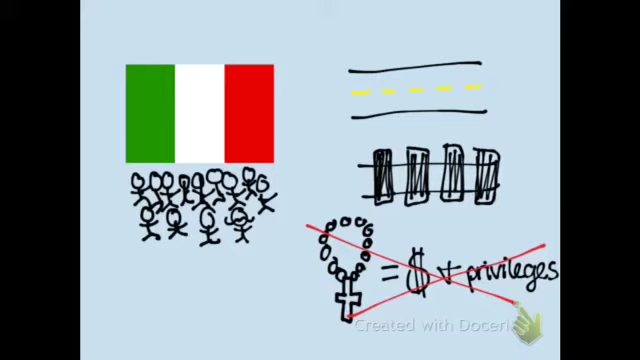 = $ + privileges
Created with Doceri